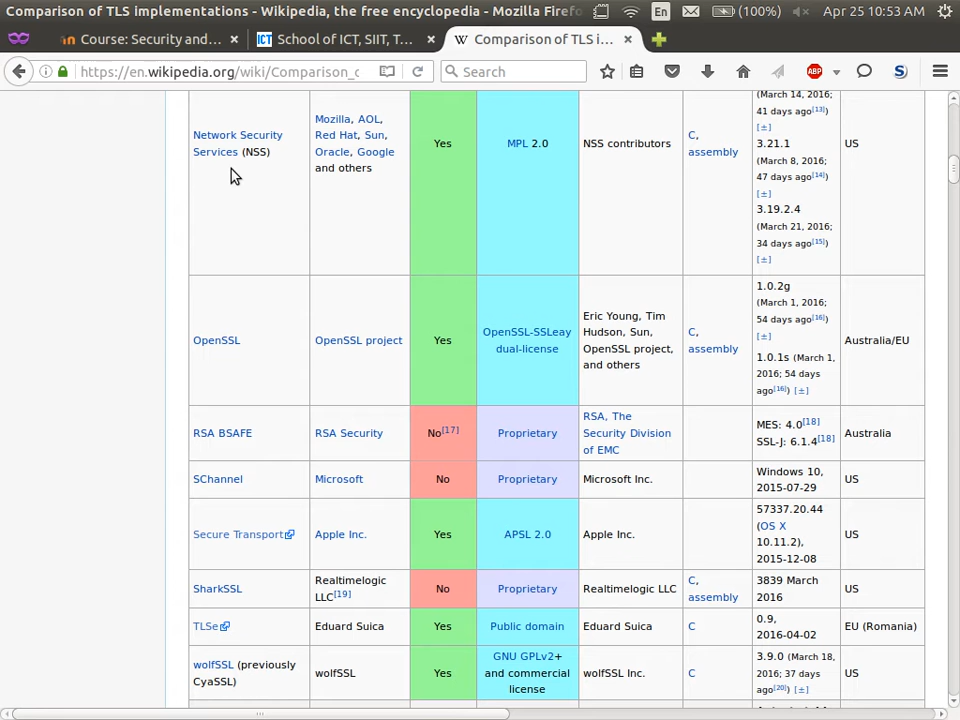 Comparison of TLS implementations - Wikipedia, the free encyclopedia - Mozilla Firefo
En
(100%)
Apr 25 10:53 AM
Course: Security and...
ICT
School of ICT, SIIT, T...
W
Comparison of TLS i...
https://en.wikipedia.org/wiki/Comparison_
Search
ABP
S
Network Security
Services (NSS)
Mozilla, AOL,
Red Hat, Sun,
Oracle, Google
and others
Yes
MPL 2.0
NSS contributors
C,
assembly
(March 14, 2016;
41 days ago[13])
[±]
3.21.1
(March 8, 2016;
47 days ago[14])
[±]
3.19.2.4
(March 21, 2016;
34 days ago[15])
[±]
US
OpenSSL
OpenSSL project
Yes
OpenSSL-SSLeay
dual-license
Eric Young, Tim
Hudson, Sun,
OpenSSL project,
and others
C,
assembly
1.0.2g
(March 1, 2016;
54 days ago[16])
[±]
1.0.1s (March 1,
2016; 54 days
ago[16]) [±]
Australia/EU
RSA BSAFE
RSA Security
No[17]
Proprietary
RSA, The
Security Division
of EMC
MES: 4.0[18]
SSL-J: 6.1.4[18]
Australia
SChannel
Microsoft
No
Proprietary
Microsoft Inc.
Windows 10,
2015-07-29
US
Secure Transport
Apple Inc.
Yes
APSL 2.0
Apple Inc.
57337.20.44
(OS X
10.11.2),
2015-12-08
US
SharkSSL
Realtimelogic
LLC[19]
No
Proprietary
Realtimelogic LLC
C,
assembly
3839 March
2016
US
TLSe
Eduard Suica
Yes
Public domain
Eduard Suica
C
0.9,
2016-04-02
EU (Romania)
wolfSSL (previously
CyaSSL)
wolfSSL
Yes
GNU GPLv2+
and commercial
license
wolfSSL Inc.
C
3.9.0 (March 18,
2016; 37 days
ago[20]) [±]
US